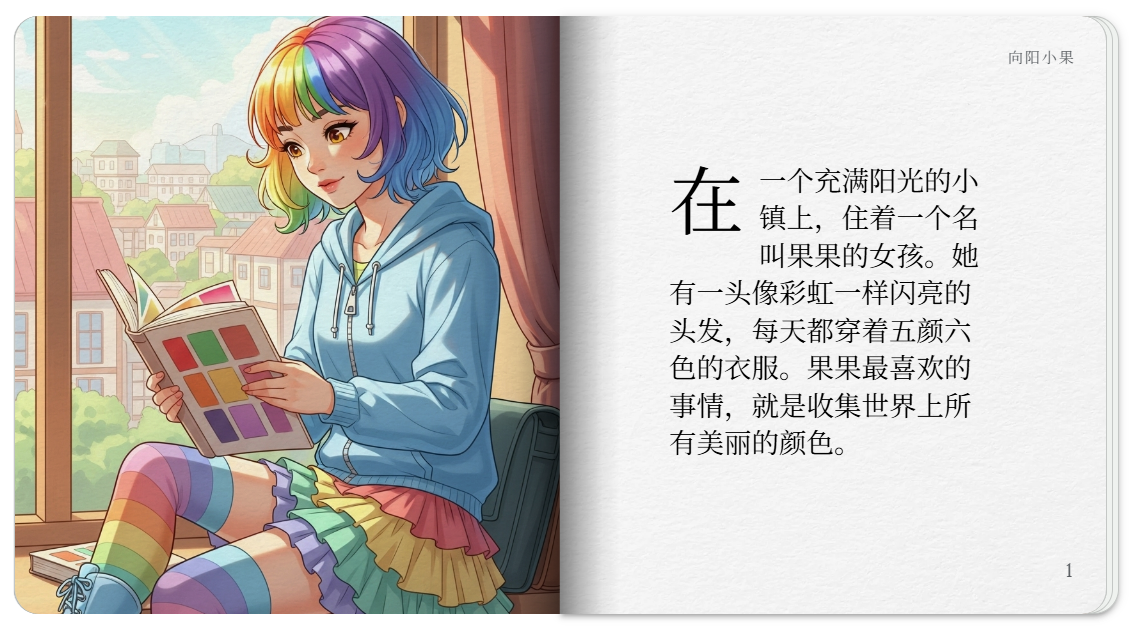 向阳小果
在一个充满阳光的小
镇上，住着一个名
叫果果的女孩。她
有一头像彩虹一样闪亮的
头发，每天都穿着五颜六
色的衣服。果果最喜欢的
事情，就是收集世界上所
有美丽的颜色。
1